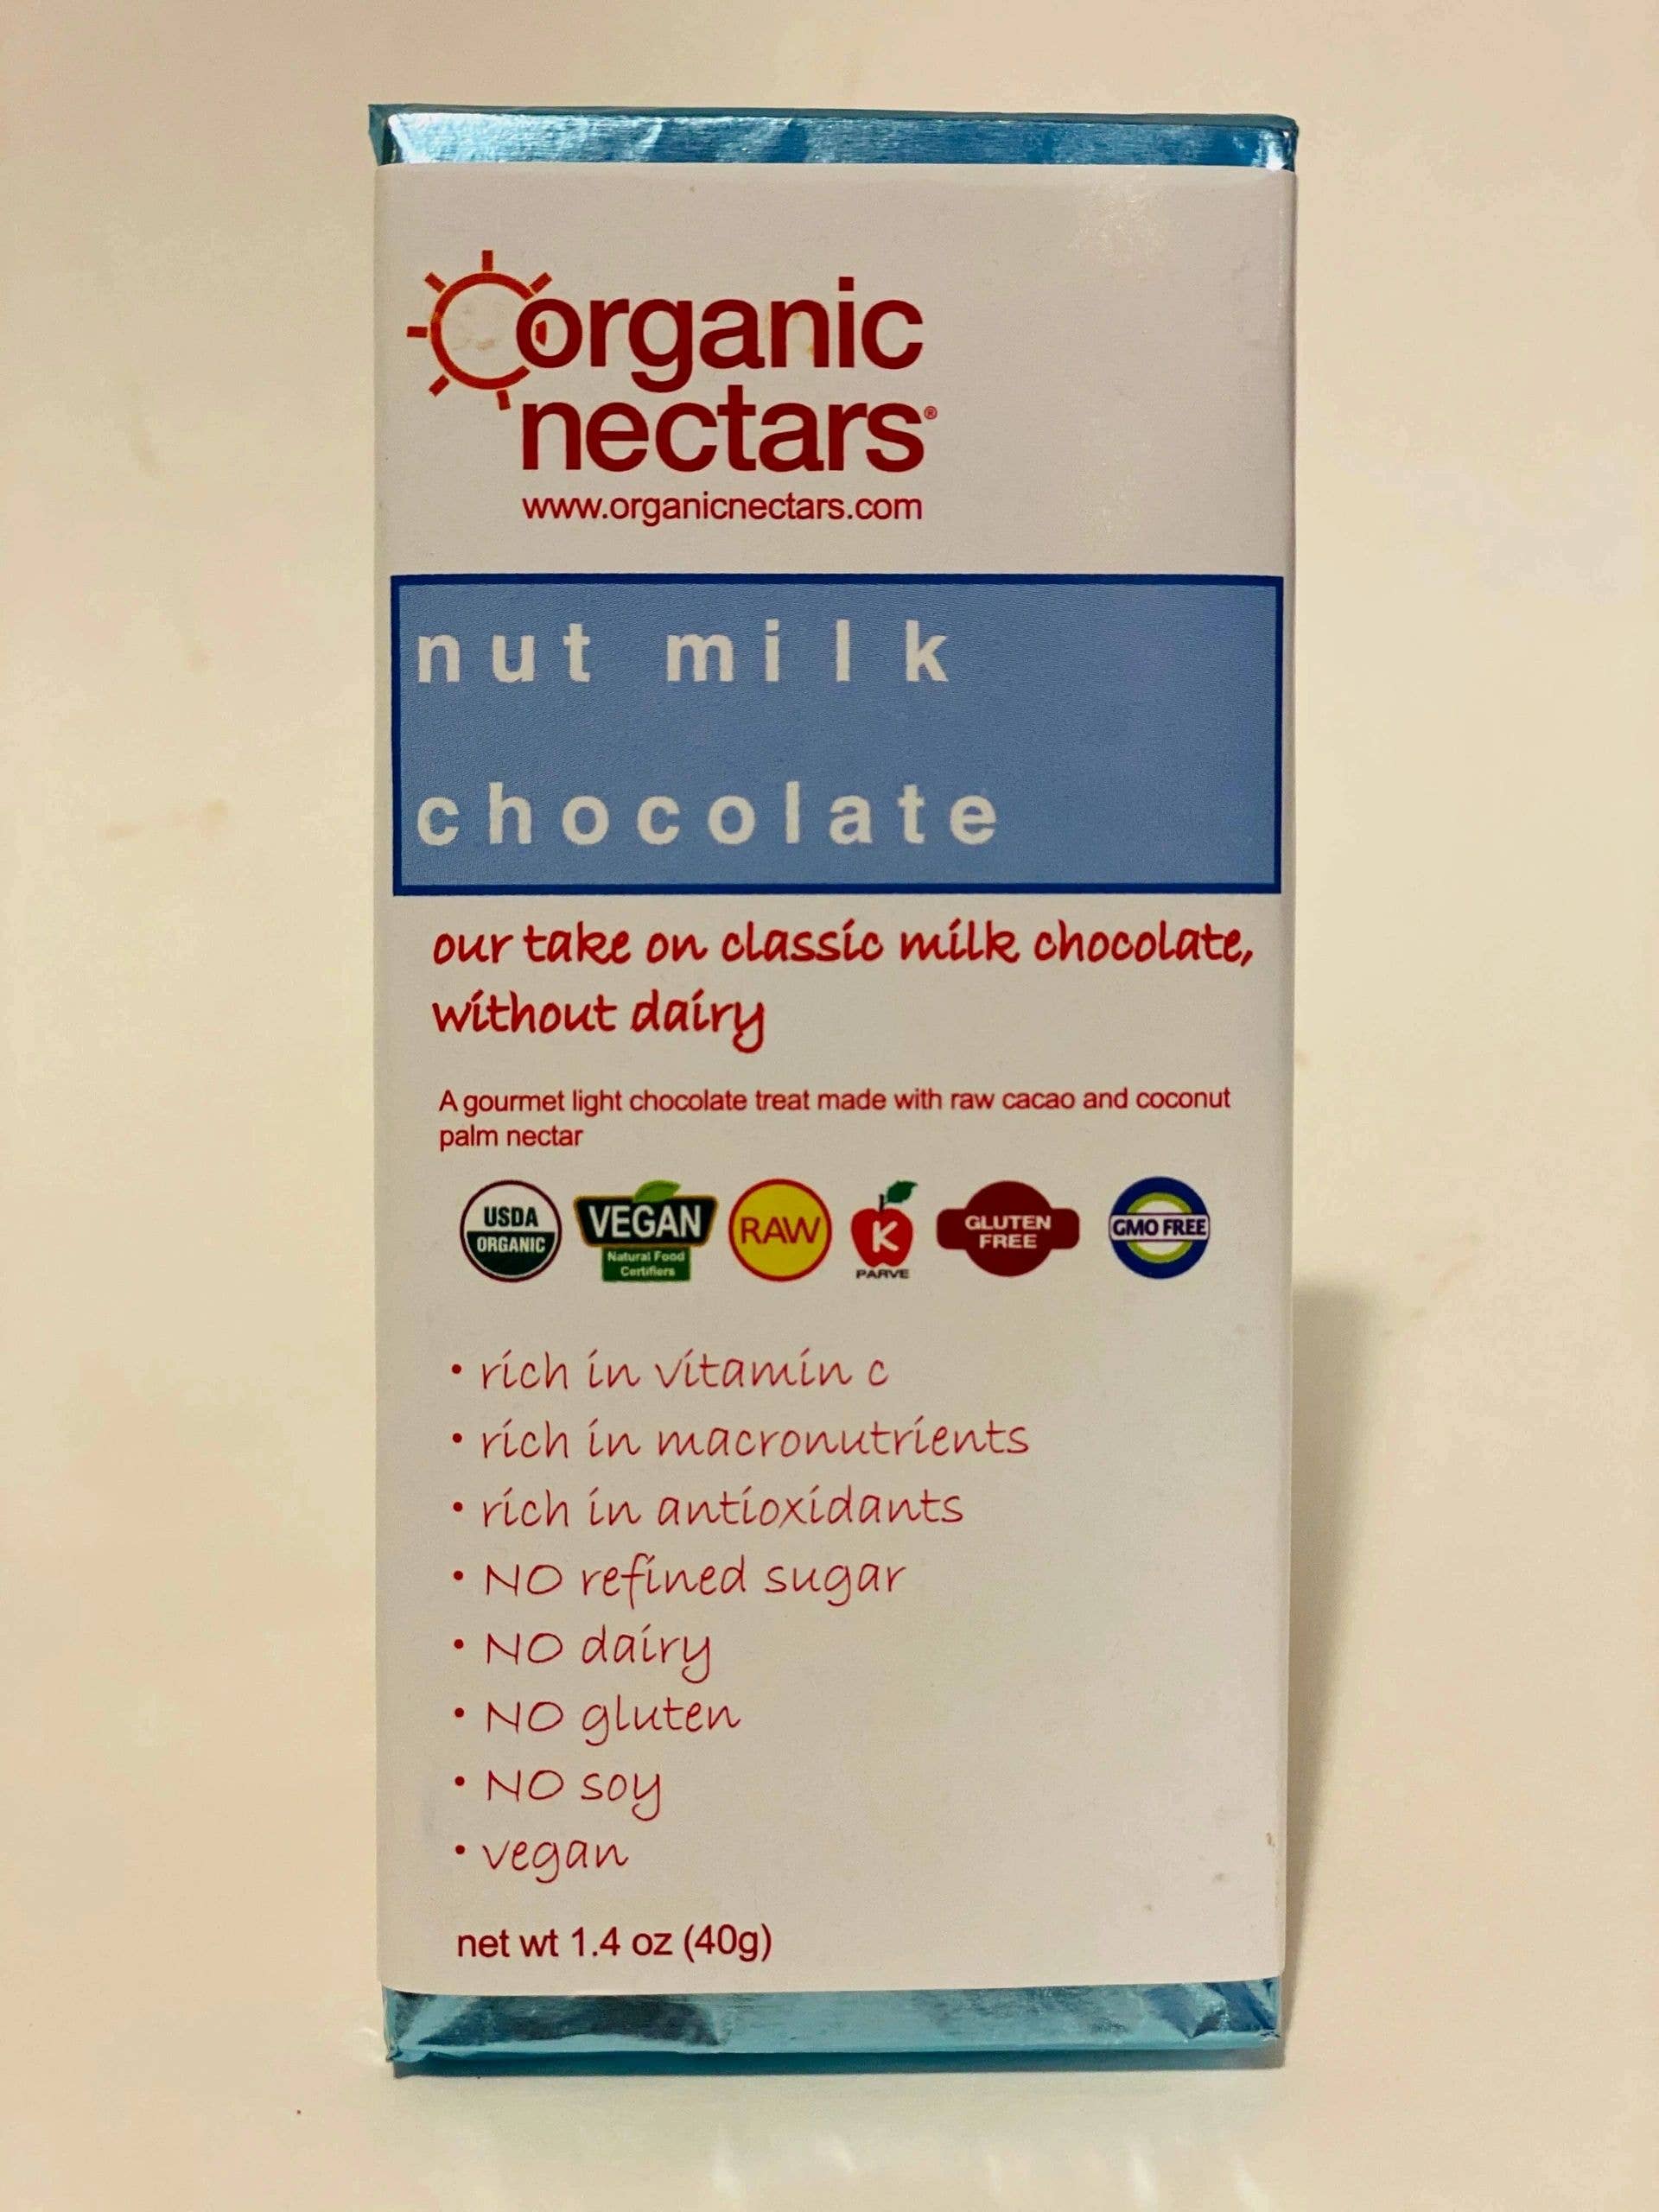 organic
nectars®
www.organicnectars.com
nut milk
chocolate
our take on classic milk chocolate,
without dairy
A gourmet light chocolate treat made with raw cacao and coconut
palm nectar
USDA
ORGANIC
VEGAN
Natural Food
Certifiers
RAW
K
PARVE
GLUTEN
FREE
GMO FREE
• rich in vitamin c
• rich in macronutrients
• rich in antioxidants
• NO refined sugar
• NO dairy
• NO gluten
• NO soy
• vegan
net wt 1.4 oz (40g)